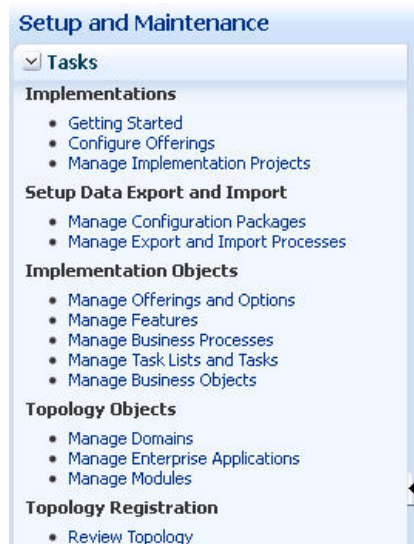 Setup and Maintenance
Tasks
Implementations
Getting Started
Configure Offerings
Manage Implementation Projects
Setup Data Export and Import
Manage Configuration Packages
Manage Export and Import Processes
Implementation Objects
Manage Offerings and Options
Manage Features
Manage Business Processes
Manage Task Lists and Tasks
Manage Business Objects
Topology Objects
Manage Domains
Manage Enterprise Applications
Manage Modules
Topology Registration
Review Topology